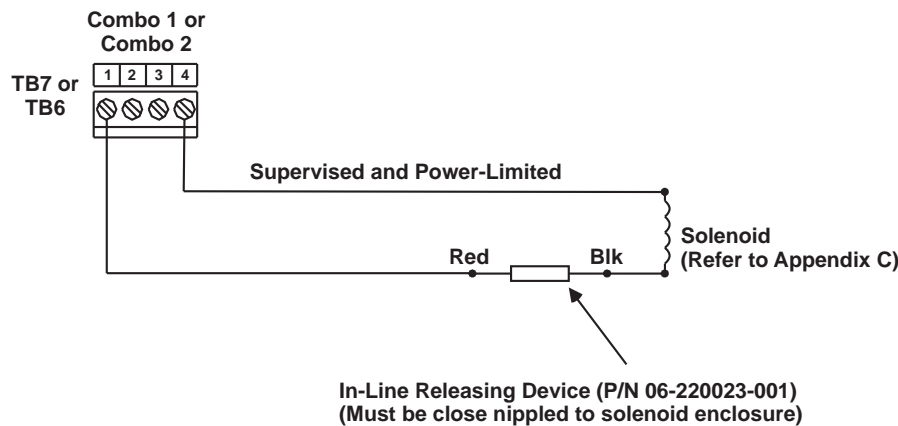 Combo 1 or
Combo 2
TB7 or
TB6
1 2 3 4
Supervised and Power-Limited
Solenoid
(Refer to Appendix C)
Red
Blk
In-Line Releasing Device (P/N 06-220023-001)
(Must be close nippled to solenoid enclosure)